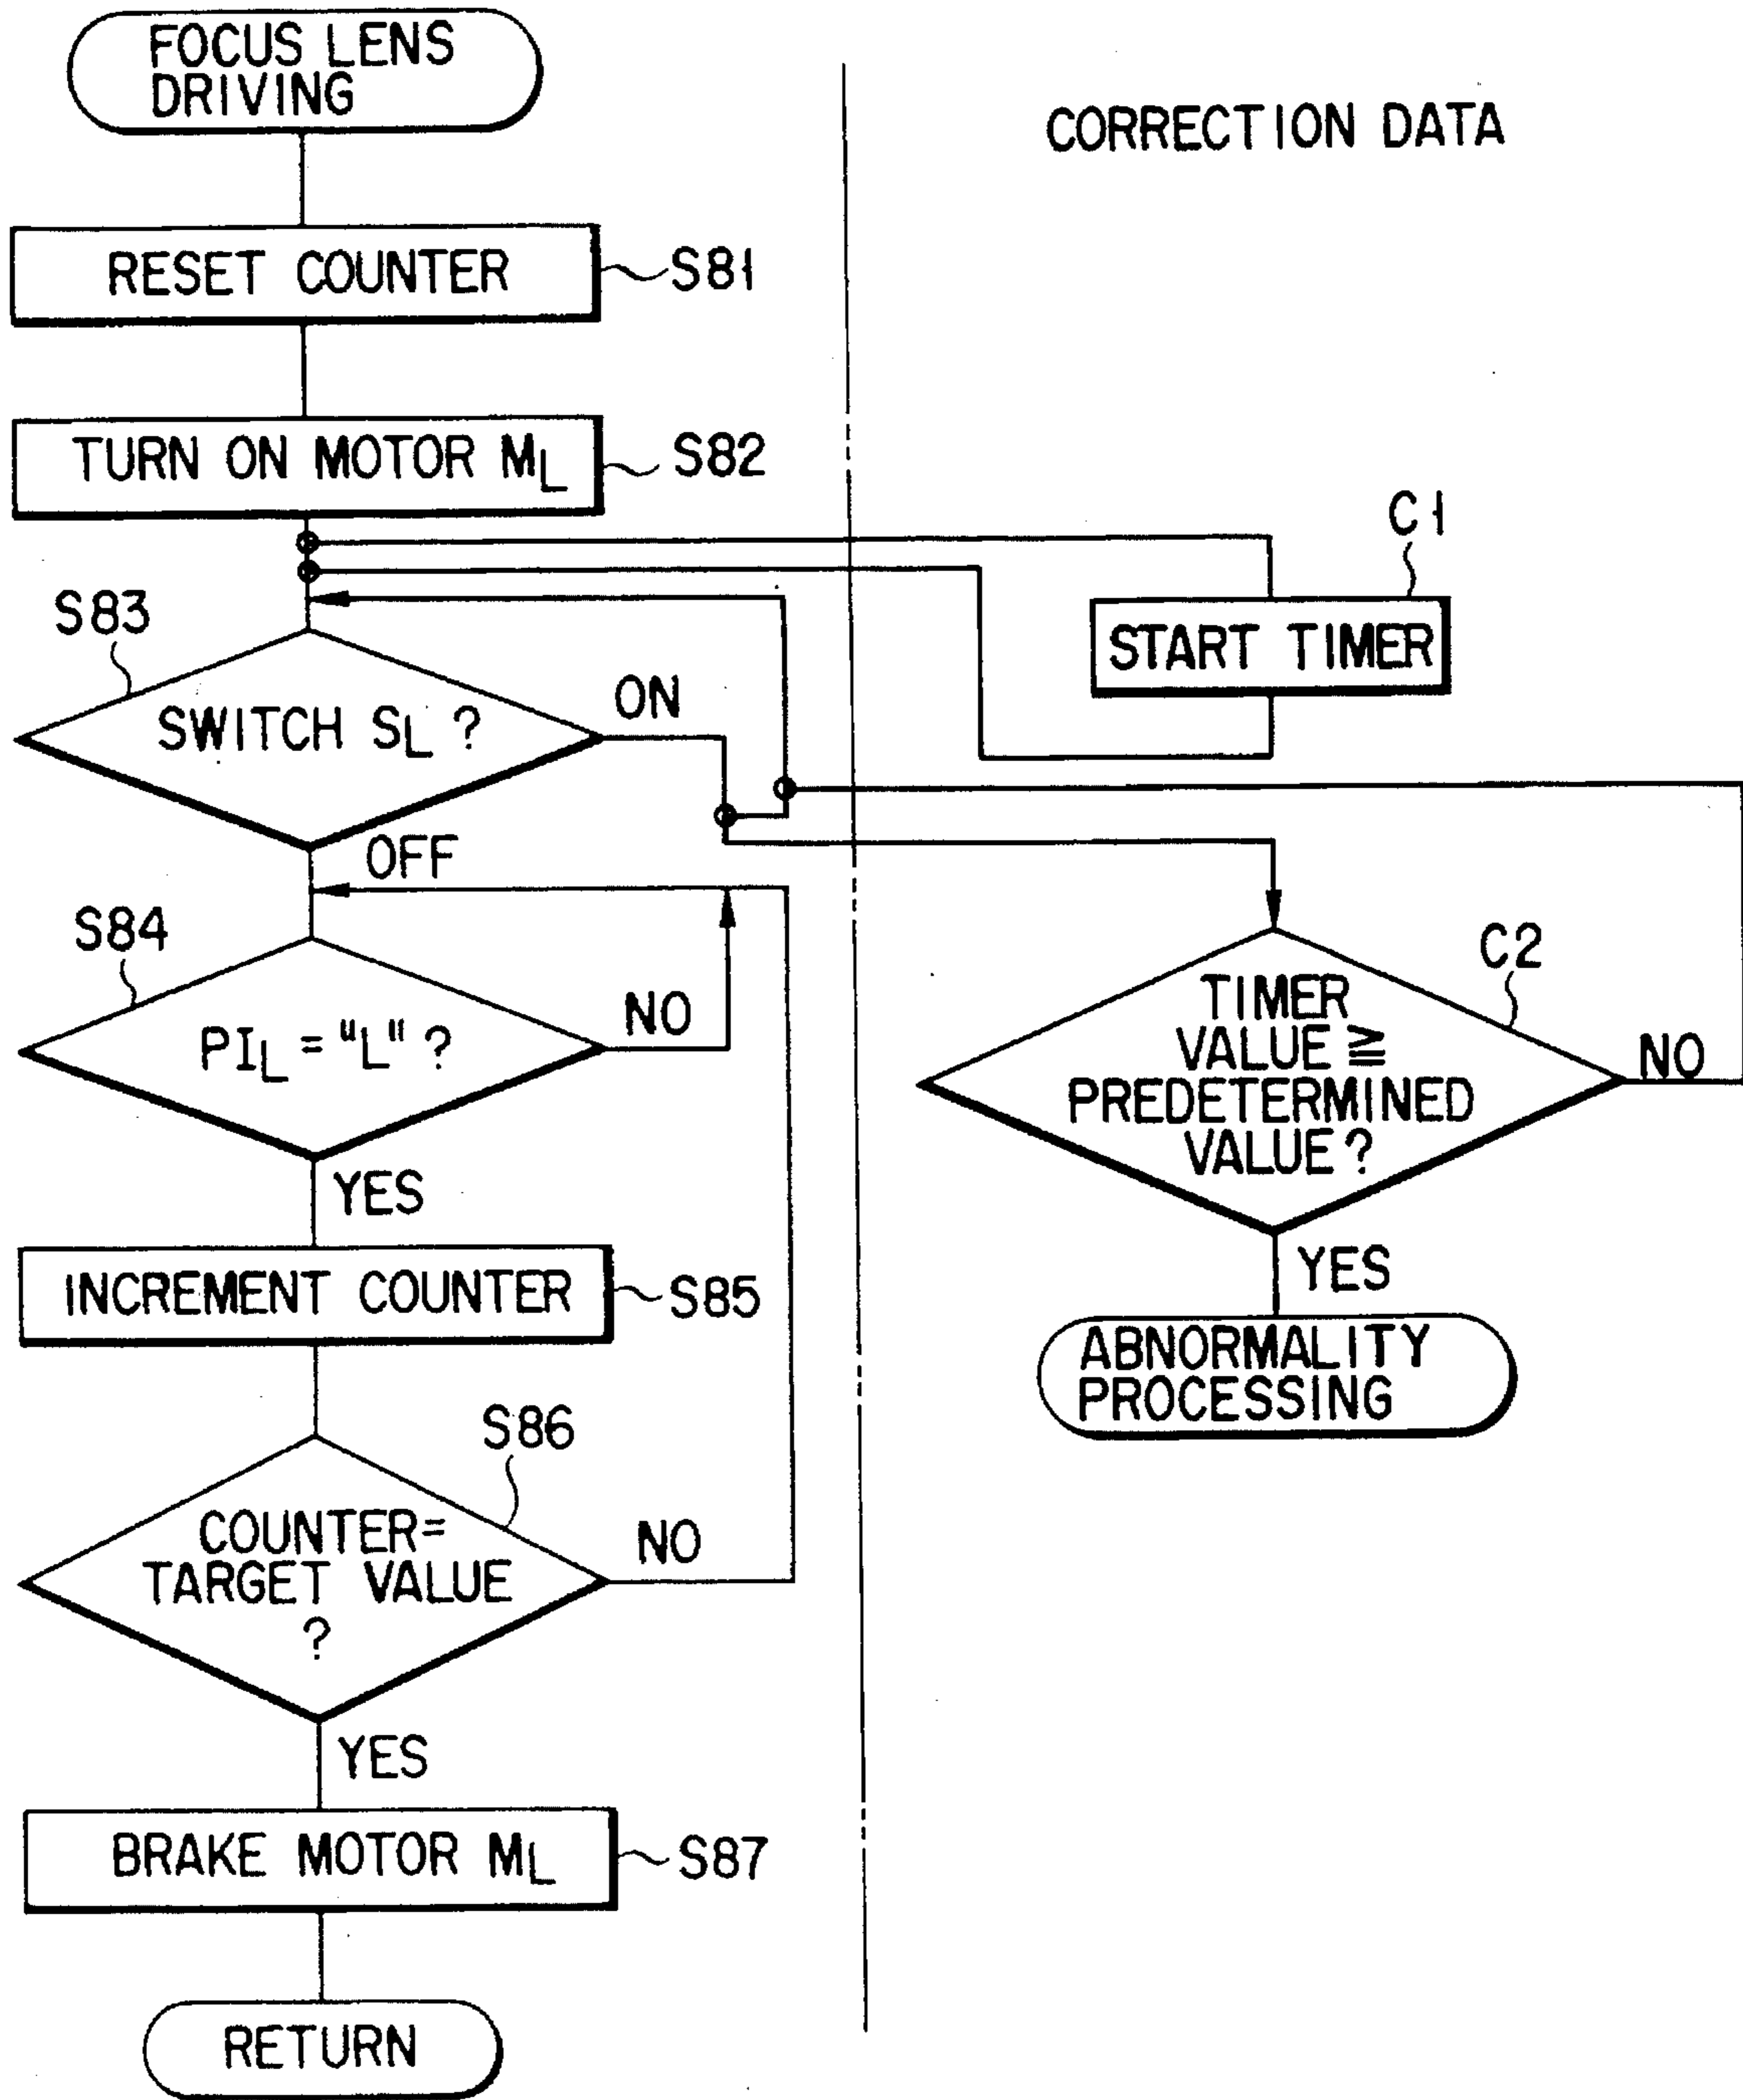 FOCUS LENS
DRIVING
CORRECTION DATA
RESET COUNTER
S81
TURN ON MOTOR ML
S82
C1
START TIMER
S83
SWITCH SL ?
ON
OFF
S84
PIL = "L" ?
NO
YES
C2
TIMER
VALUE ≧
PREDETERMINED
VALUE ?
NO
YES
ABNORMALITY
PROCESSING
INCREMENT COUNTER
S85
S86
COUNTER=
TARGET VALUE
?
NO
YES
BRAKE MOTOR ML
S87
RETURN